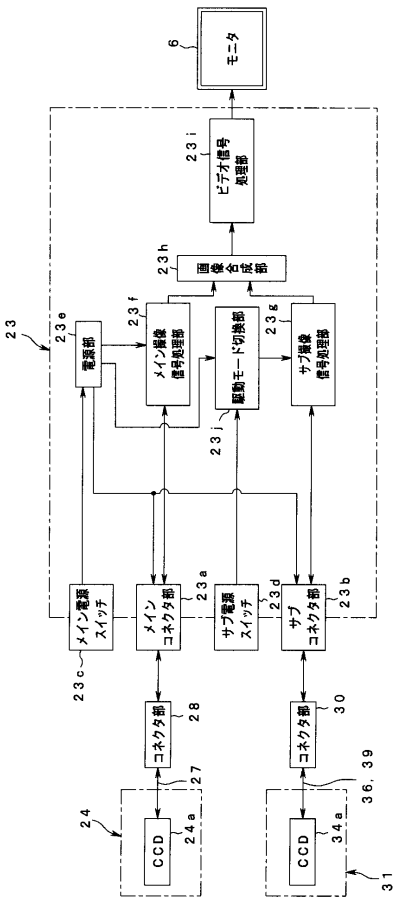 23
24
CCD
24a
27
コネクタ部
28
メイン電源
スイッチ
23c
メイン
コネクタ部
23a
サブ電源
スイッチ
23d
サブ
コネクタ部
23b
電源部
23e
メイン撮像
信号処理部
23f
駆動モード切換部
23j
サブ撮像
信号処理部
23g
画像合成部
23h
ビデオ信号
処理部
23i
モニタ
6
CCD
34a
31
36,39
コネクタ部
30